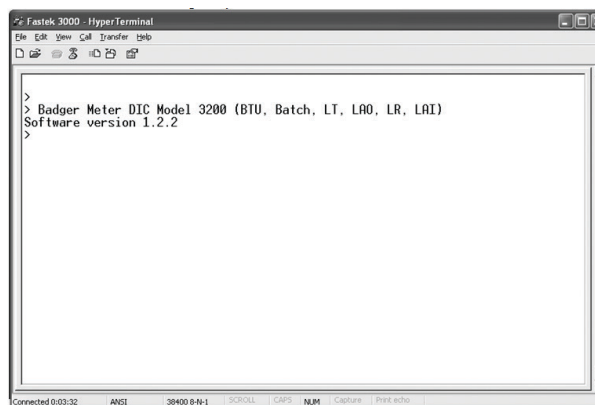 Fastek 3000 - HyperTerminal
File Edit View Call Transfer Help
>
> Badger Meter DIC Model 3200 (BTU, Batch, LT, LAO, LR, LAI)
Software version 1.2.2
>
Connected 0:03:32 ANSI 38400 8-N-1 SCROLL CAPS NUM Capture Print echo